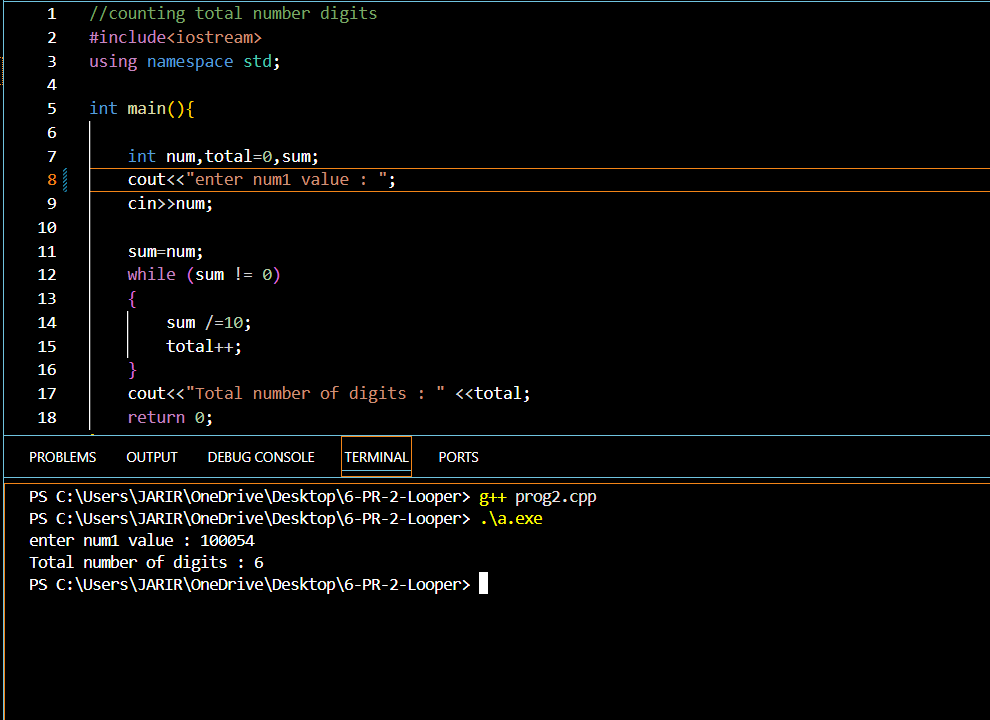 1 //counting total number digits
2 #include<iostream>
3 using namespace std;
4
5 int main(){
6
7 int num,total=0,sum;
8 cout<<"enter num1 value : ";
9 cin>>num;
10
11 sum=num;
12 while (sum != 0)
13 {
14 sum /=10;
15 total++;
16 }
17 cout<<"Total number of digits : " <<total;
18 return 0;
PROBLEMS OUTPUT DEBUG CONSOLE TERMINAL PORTS
PS C:\Users\JARIR\OneDrive\Desktop\6-PR-2-Looper> g++ prog2.cpp
PS C:\Users\JARIR\OneDrive\Desktop\6-PR-2-Looper> .\a.exe
enter num1 value : 100054
Total number of digits : 6
PS C:\Users\JARIR\OneDrive\Desktop\6-PR-2-Looper>